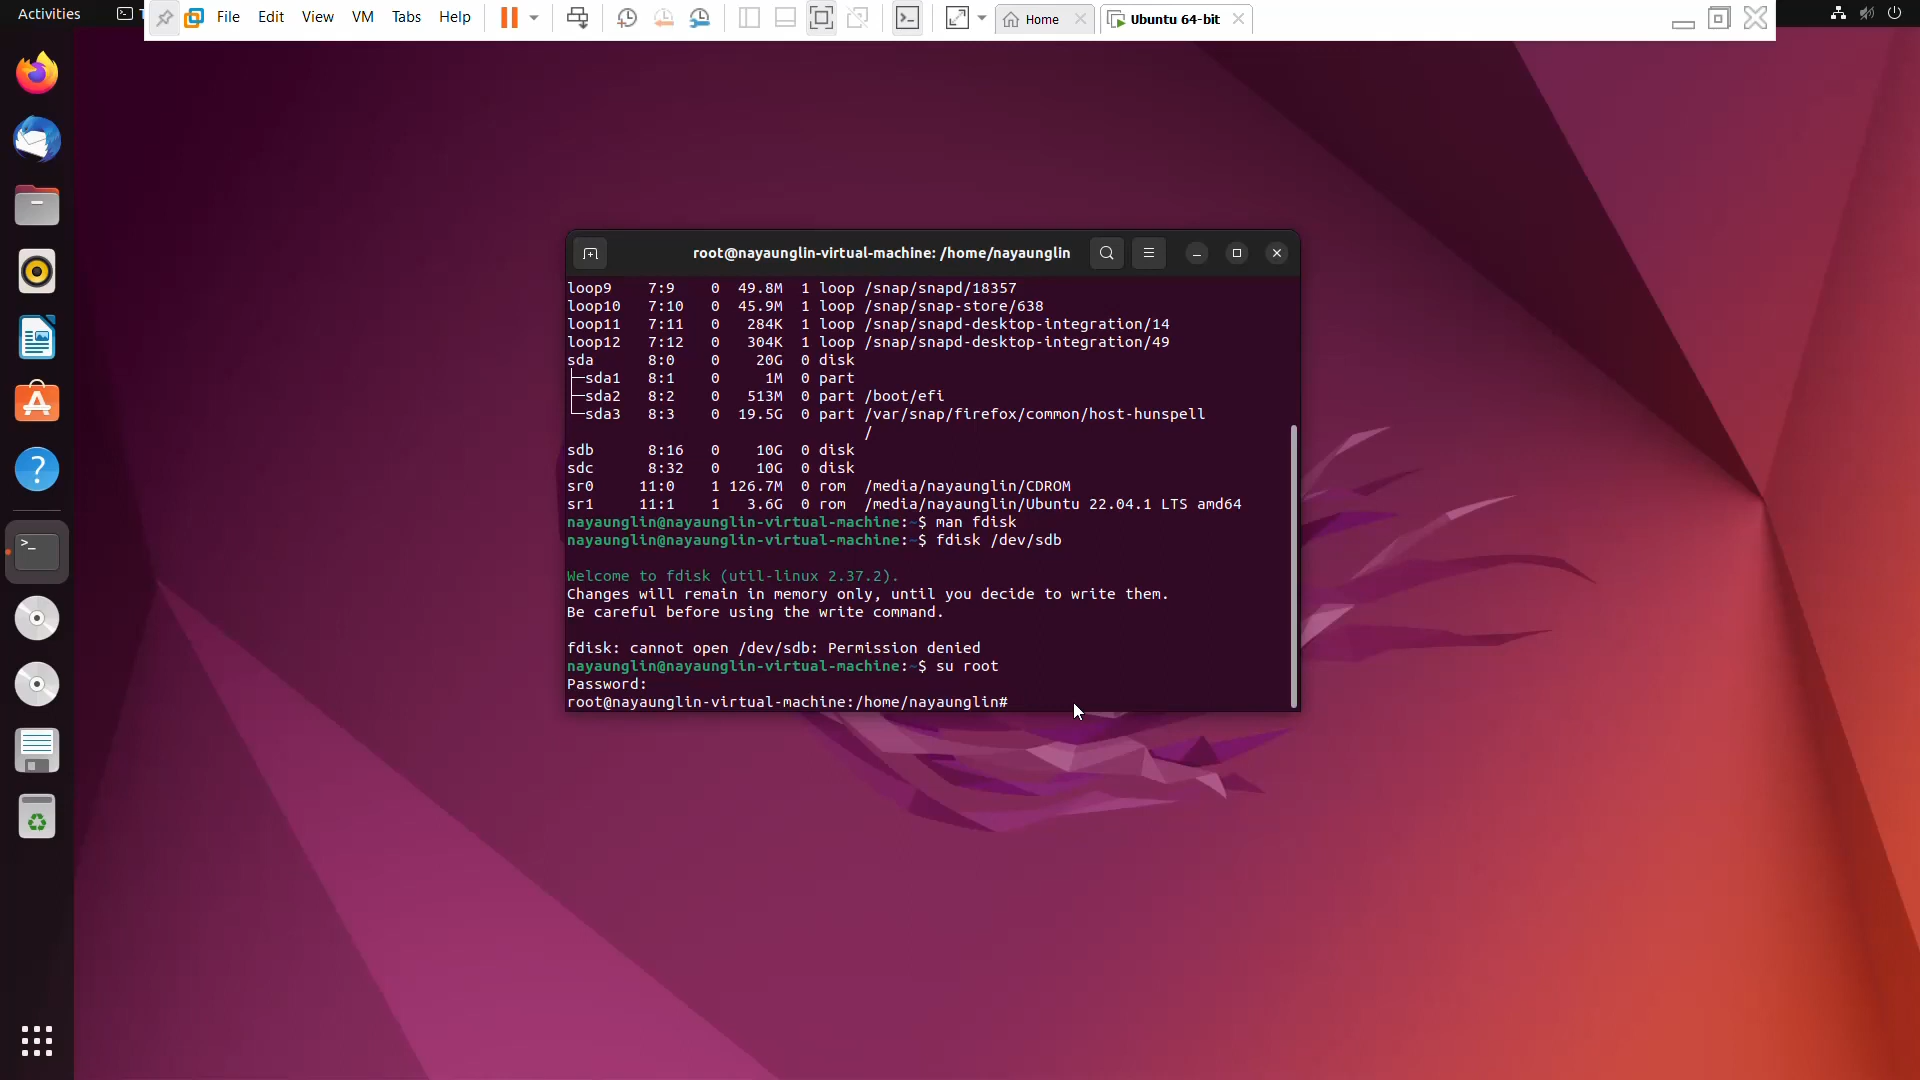 Activities
File Edit View VM Tabs Help Home Ubuntu 64-bit
root@nayaunglin-virtual-machine: /home/nayaunglin
loop9 7:9 0 49.8M 1 loop /snap/snapd/18357
loop10 7:10 0 45.9M 1 loop /snap/snap-store/638
loop11 7:11 0 284K 1 loop /snap/snapd-desktop-integration/14
loop12 7:12 0 304K 1 loop /snap/snapd-desktop-integration/49
sda 8:0 0 20G 0 disk
├─sda1 8:1 0 1M 0 part
├─sda2 8:2 0 513M 0 part /boot/efi
└─sda3 8:3 0 19.5G 0 part /var/snap/firefox/common/host-hunspell
/
sdb 8:16 0 10G 0 disk
sdc 8:32 0 10G 0 disk
sr0 11:0 1 126.7M 0 rom /media/nayaunglin/CDROM
sr1 11:1 1 3.6G 0 rom /media/nayaunglin/Ubuntu 22.04.1 LTS amd64
nayaunglin@nayaunglin-virtual-machine:~$ man fdisk
nayaunglin@nayaunglin-virtual-machine:~$ fdisk /dev/sdb
Welcome to fdisk (util-linux 2.37.2).
Changes will remain in memory only, until you decide to write them.
Be careful before using the write command.
fdisk: cannot open /dev/sdb: Permission denied
nayaunglin@nayaunglin-virtual-machine:~$ su root
Password:
root@nayaunglin-virtual-machine:/home/nayaunglin#